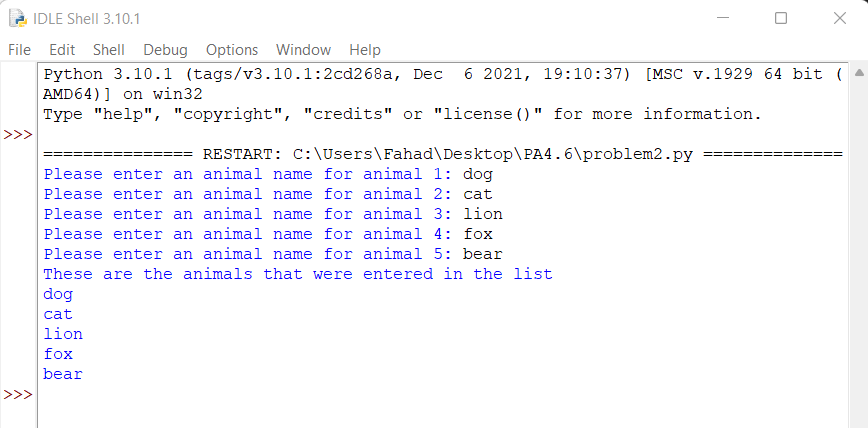 IDLE Shell 3.10.1
File Edit Shell Debug Options Window Help
Python 3.10.1 (tags/v3.10.1:2cd268a, Dec  6 2021, 19:10:37) [MSC v.1929 64 bit (
AMD64)] on win32
Type "help", "copyright", "credits" or "license()" for more information.
>>>
=============== RESTART: C:\Users\Fahad\Desktop\PA4.6\problem2.py ==============
Please enter an animal name for animal 1: dog
Please enter an animal name for animal 2: cat
Please enter an animal name for animal 3: lion
Please enter an animal name for animal 4: fox
Please enter an animal name for animal 5: bear
These are the animals that were entered in the list
dog
cat
lion
fox
bear
>>>